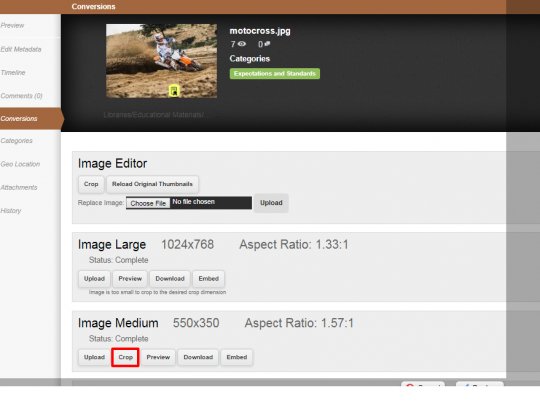 Conversions
Preview
Edit Metadata
Timeline
Comments (0)
Conversions
Categories
Geo Location
Attachments
History
motocross.jpg
7 0
Categories
Expectations and Standards
Image Editor
Crop Reload Original Thumbnails
Replace Image: Choose File No file chosen Upload
Image Large 1024x768 Aspect Ratio: 1.33:1
Status: Complete
Upload Preview Download Embed
Image is too small to crop to the desired crop dimension
Image Medium 550x350 Aspect Ratio: 1.57:1
Status: Complete
Upload Crop Preview Download Embed